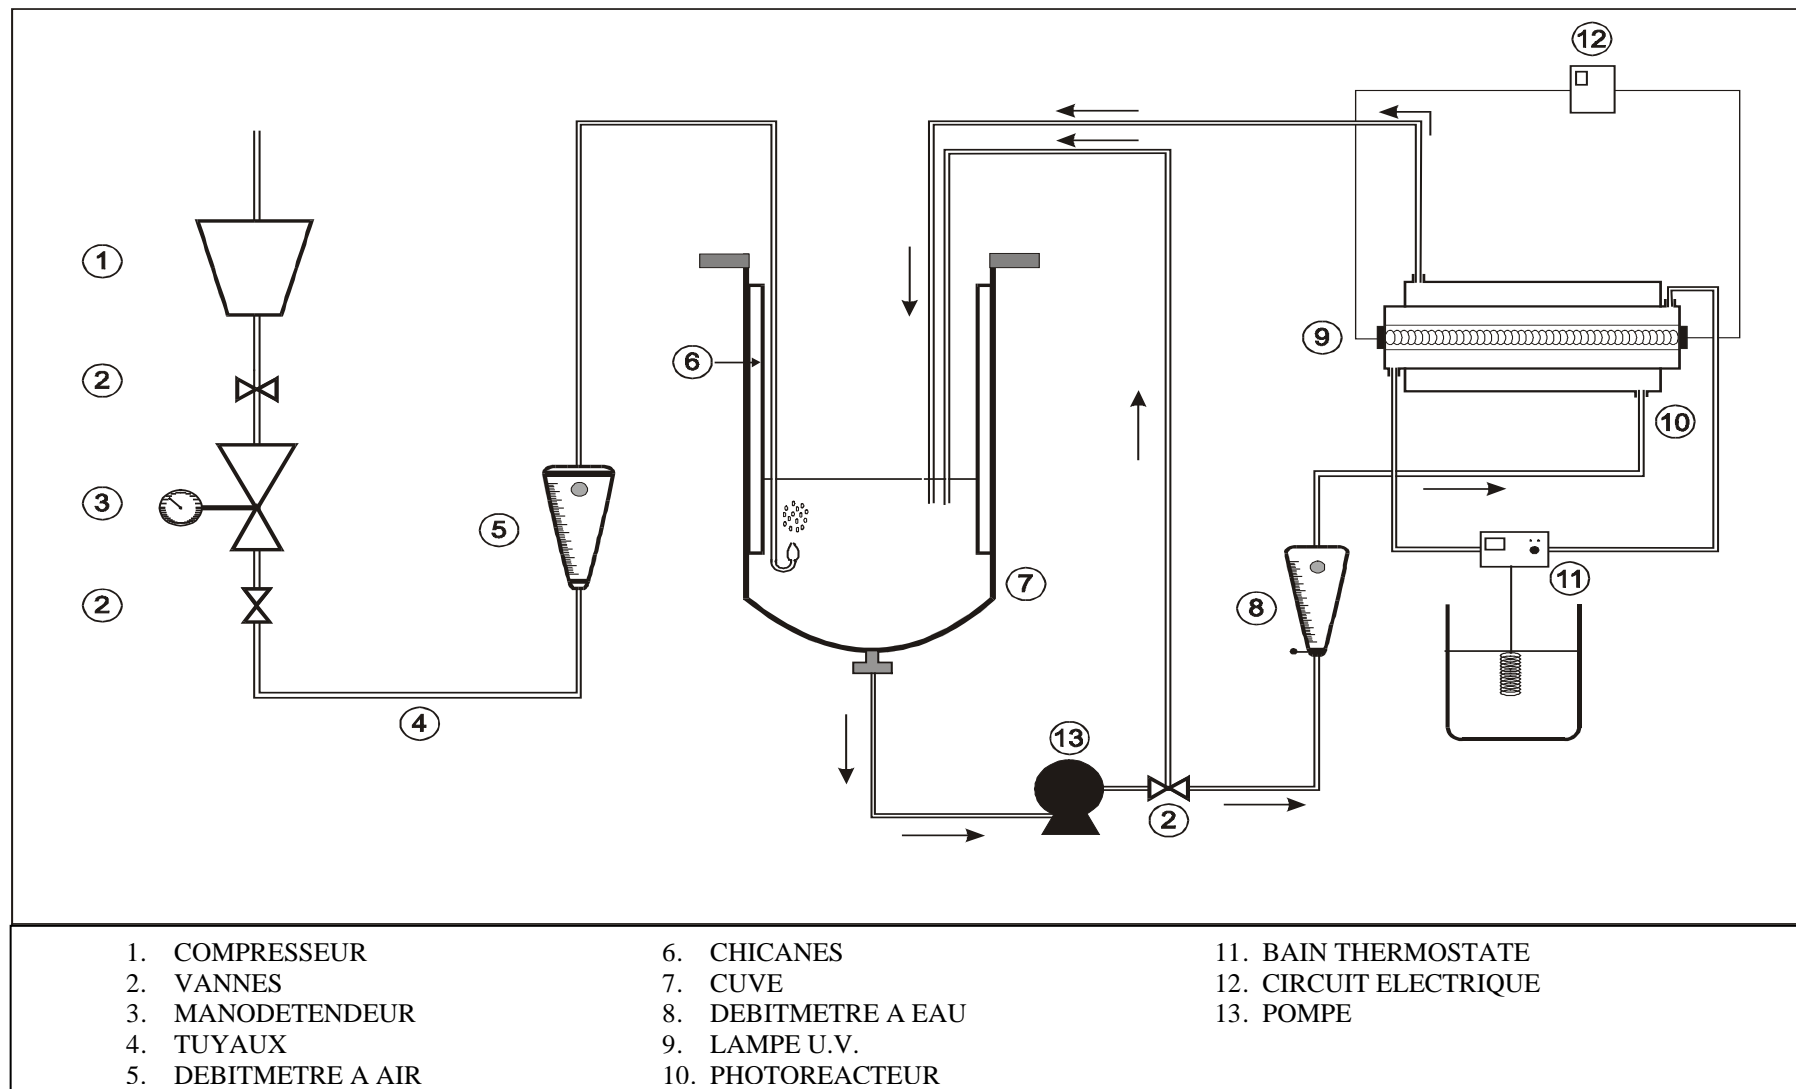 12
1
9
6
2
10
3
5
11
7
8
2
4
13
2
1. COMPRESSEUR
2. VANNES
3. MANODETENDEUR
4. TUYAUX
5. DEBITMETRE A AIR
6. CHICANES
7. CUVE
8. DEBITMETRE A EAU
9. LAMPE U.V.
10. PHOTOREACTEUR
11. BAIN THERMOSTATE
12. CIRCUIT ELECTRIQUE
13. POMPE